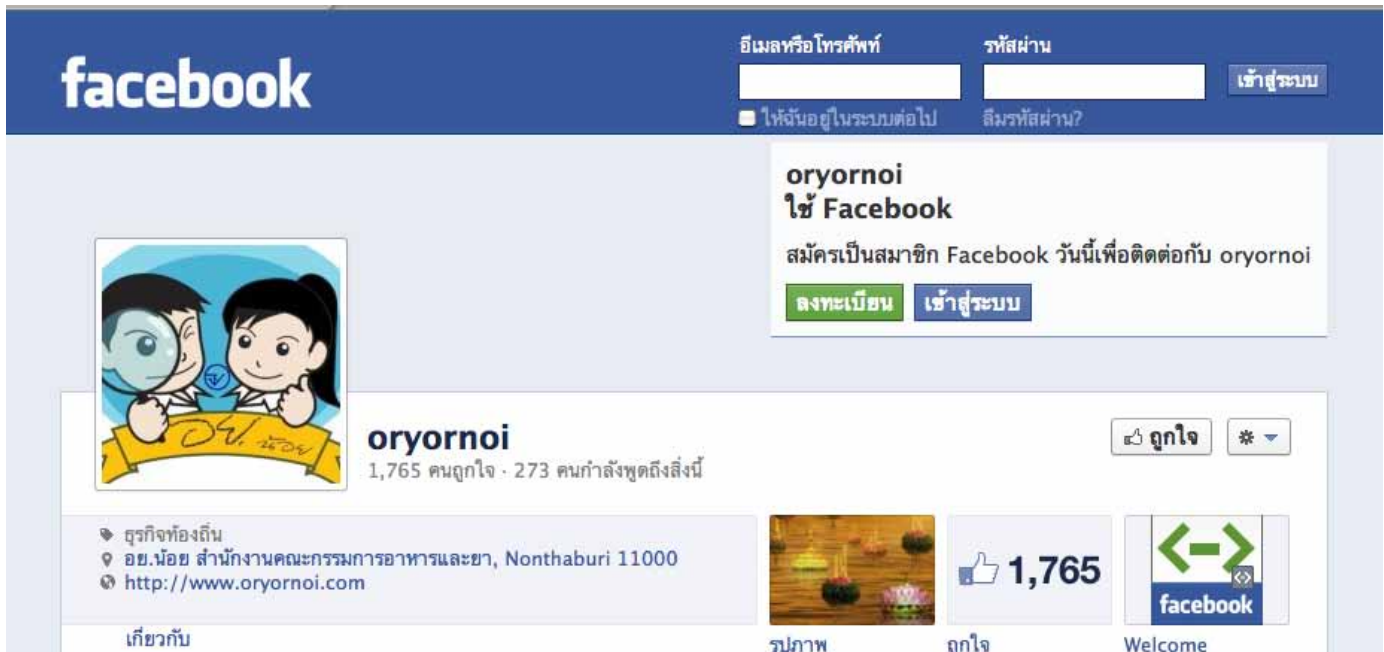 facebook
อีเมลหรือโทรศัพท์
รหัสผ่าน
เข้าสู่ระบบ
ให้ฉันอยู่ในระบบต่อไป
ลืมรหัสผ่าน?
oryornoi
ใช้ Facebook
สมัครเป็นสมาชิก Facebook วันนี้เพื่อติดต่อกับ oryornoi
ลงทะเบียน เข้าสู่ระบบ
อย. น้อย
oryornoi
1,765 คนถูกใจ · 273 คนกำลังพูดถึงสิ่งนี้
ถูกใจ
ธุรกิจท้องถิ่น
อย.น้อย สำนักงานคณะกรรมการอาหารและยา, Nonthaburi 11000
http://www.oryornoi.com
เกี่ยวกับ
1,765
facebook
รูปภาพ
ถูกใจ
Welcome